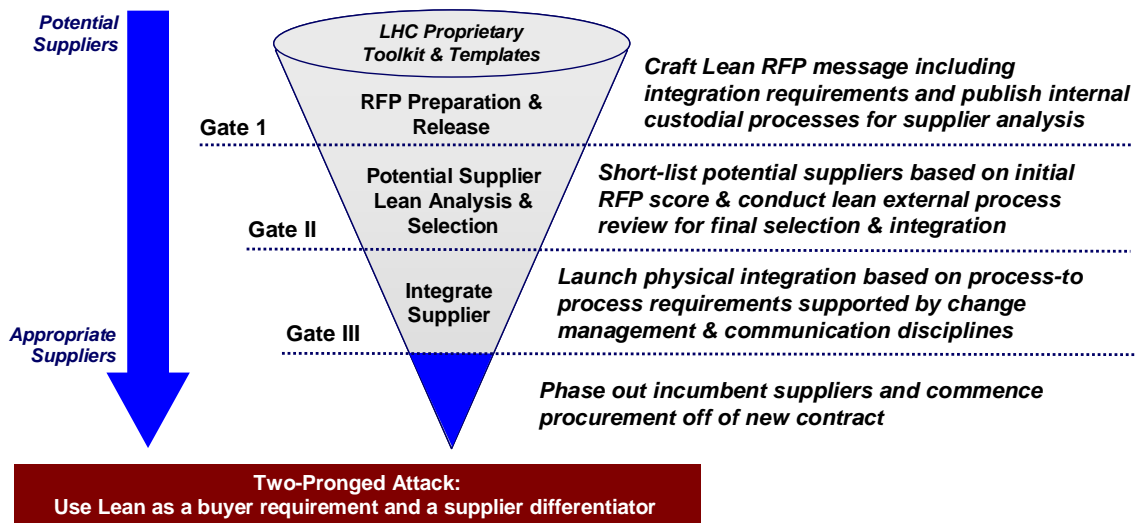 Potential
Suppliers
LHC Proprietary
Toolkit & Templates
RFP Preparation &
Release
Craft Lean RFP message including
integration requirements and publish internal
custodial processes for supplier analysis
Gate 1
Potential Supplier
Lean Analysis &
Selection
Short-list potential suppliers based on initial
RFP score & conduct lean external process
review for final selection & integration
Gate II
Integrate
Supplier
Launch physical integration based on process-to
process requirements supported by change
management & communication disciplines
Gate III
Appropriate
Suppliers
Phase out incumbent suppliers and commence
procurement off of new contract
Two-Pronged Attack:
Use Lean as a buyer requirement and a supplier differentiator